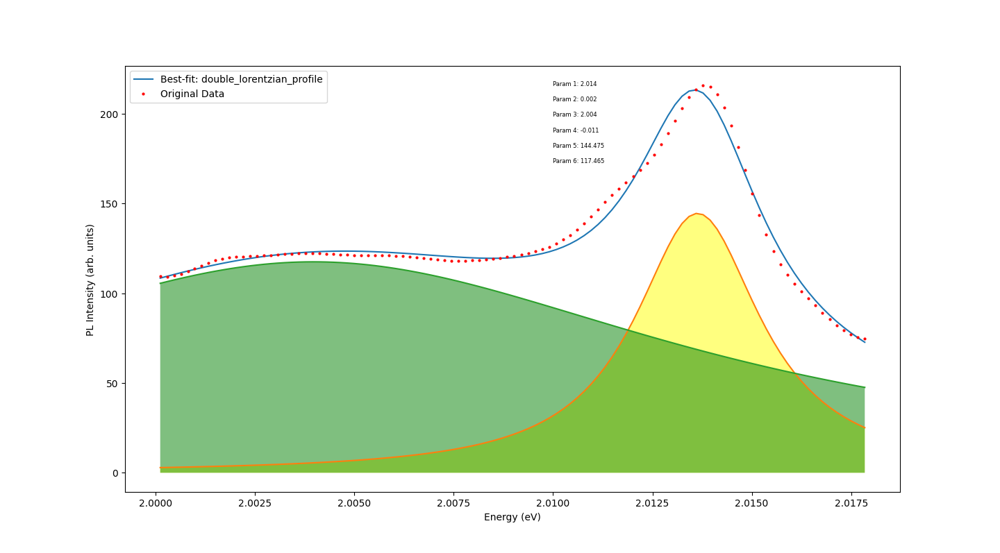 Best-fit: double_lorentzian_profile
Original Data
Param 1: 2.014
Param 2: 0.002
Param 3: 2.004
Param 4: -0.011
Param 5: 144.475
Param 6: 117.465
200
150
100
50
0
PL Intensity (arb. units)
2.0000 2.0025 2.0050 2.0075 2.0100 2.0125 2.0150 2.0175
Energy (eV)